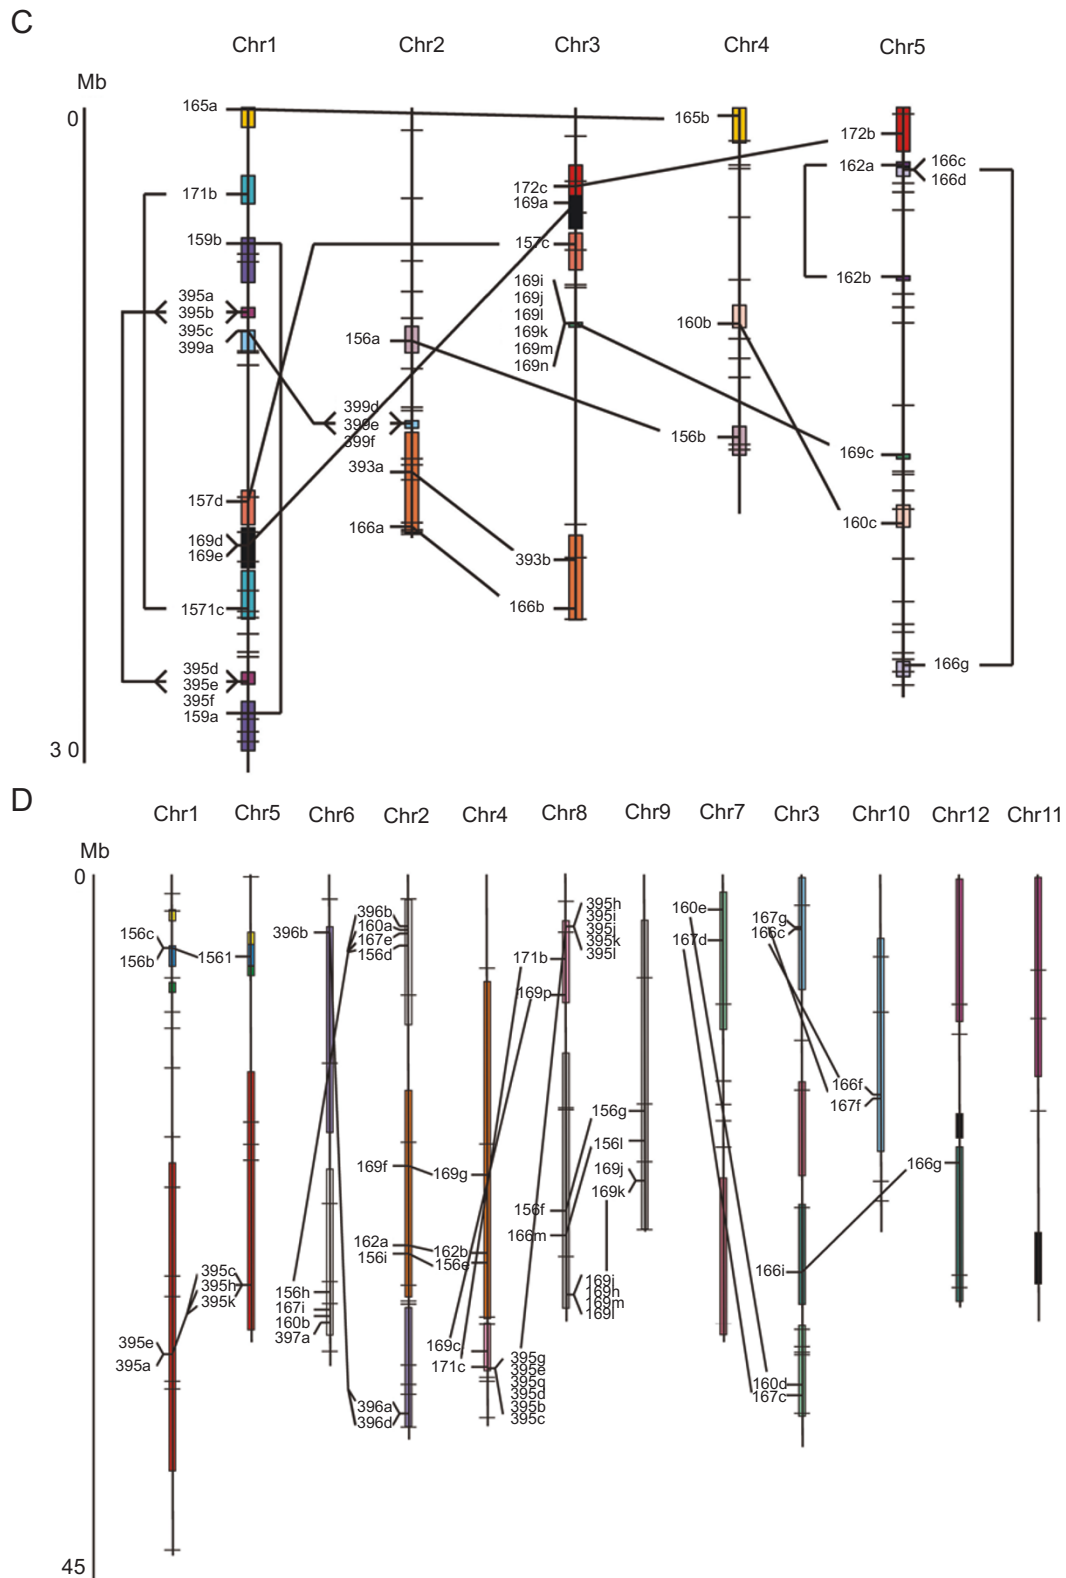 C
Chr1 Chr2 Chr3 Chr4 Chr5
Mb
0
165a
165b
172b
162a
166c
166d
172c
169a
171b
159b
157c
162b
169i
169j
169l
169k
169m
169n
395a
395b
395c
399a
156a
160b
399d
399e
399f
393a
156b
169c
157d
166a
160c
169d
169e
393b
1571c
166b
395d
395e
395f
159a
166g
3 0
D
Chr1 Chr5 Chr6 Chr2 Chr4 Chr8 Chr9 Chr7 Chr3 Chr10 Chr12 Chr11
Mb
0
156c
156b
1561
396b
396b
160a
167e
156d
395h
395i
395j
395k
395l
171b
169p
160e
167d
167g
166c
166f
167f
156g
156l
169j
169k
169f
169g
166g
156f
166m
162a
156i
162b
156e
166i
395c
395h
395k
156h
167i
160b
397a
169i
169h
169m
169l
395e
395a
169c
171c
395g
395e
395q
395d
395b
395c
160d
167c
396a
396d
45